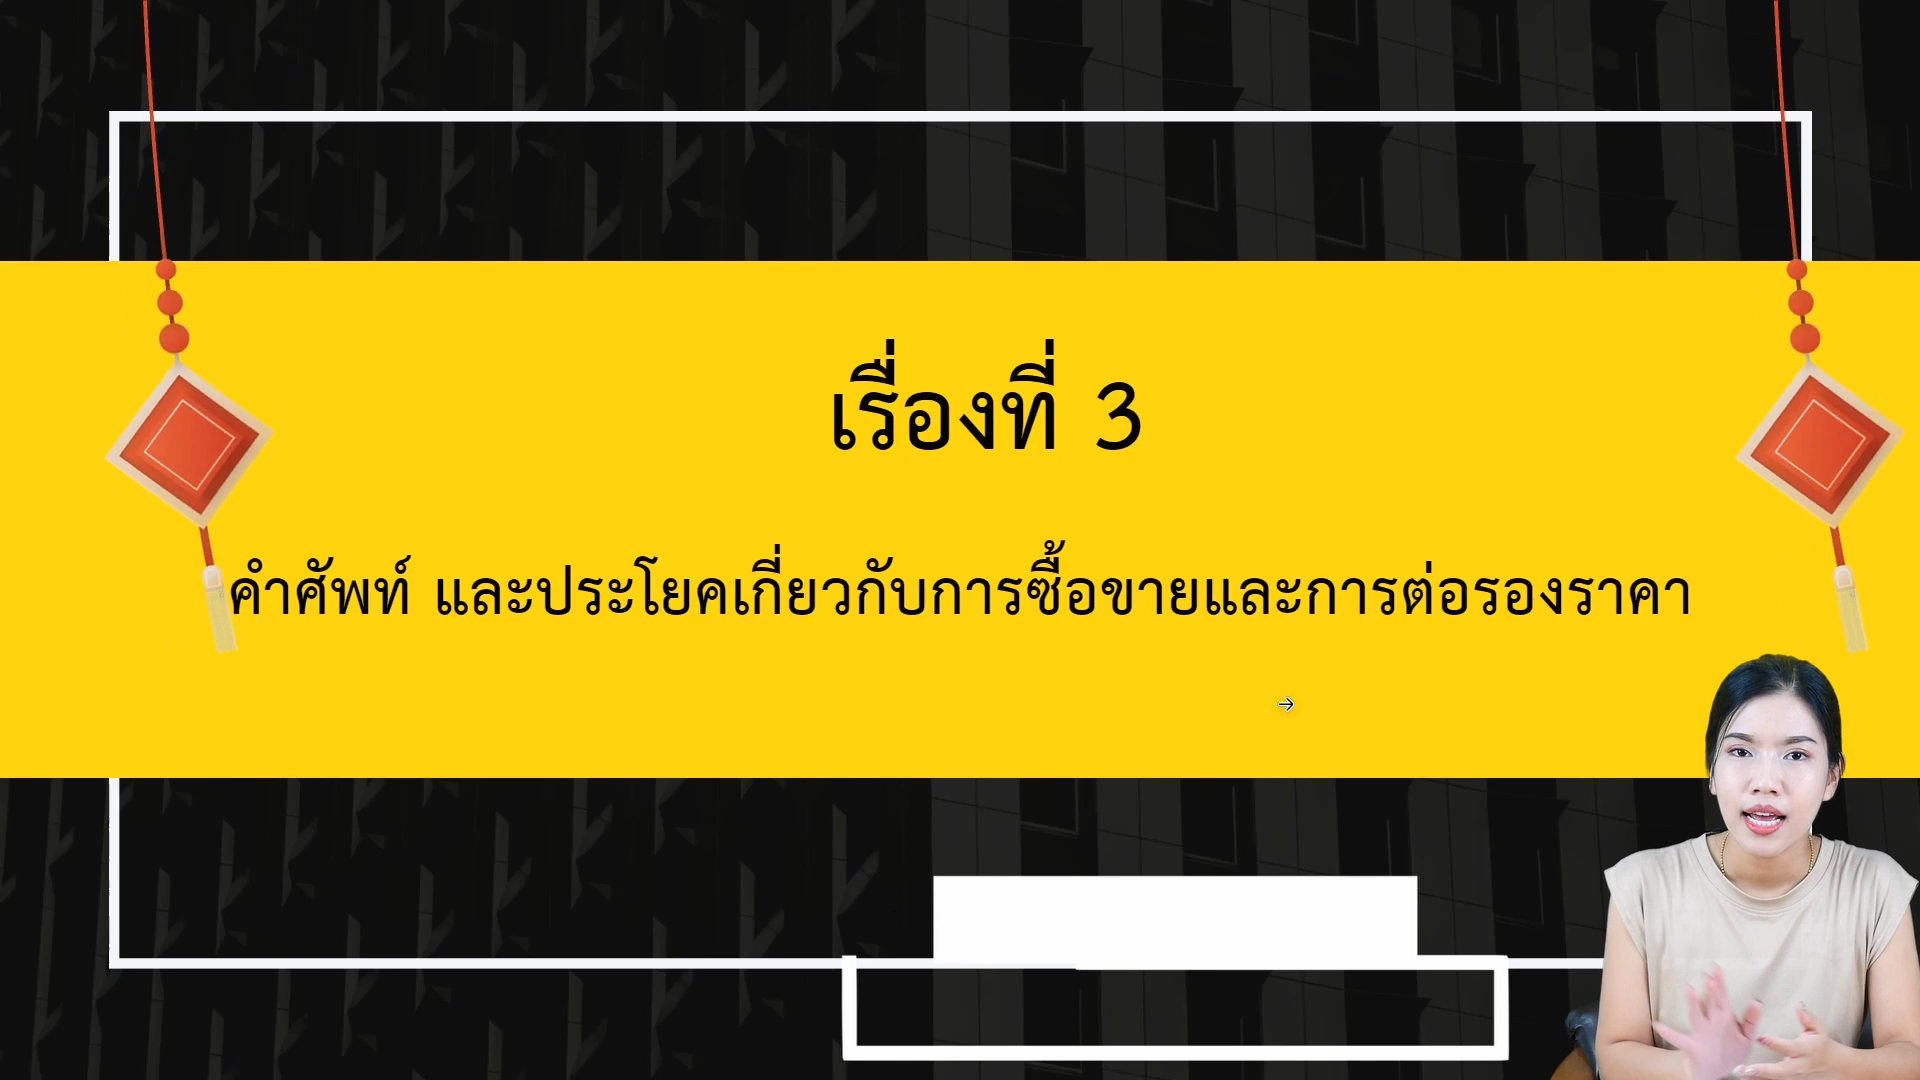 เรื่องที่ 3
คำศัพท์ และประโยคเกี่ยวกับการซื้อขายและการต่อรองราคา